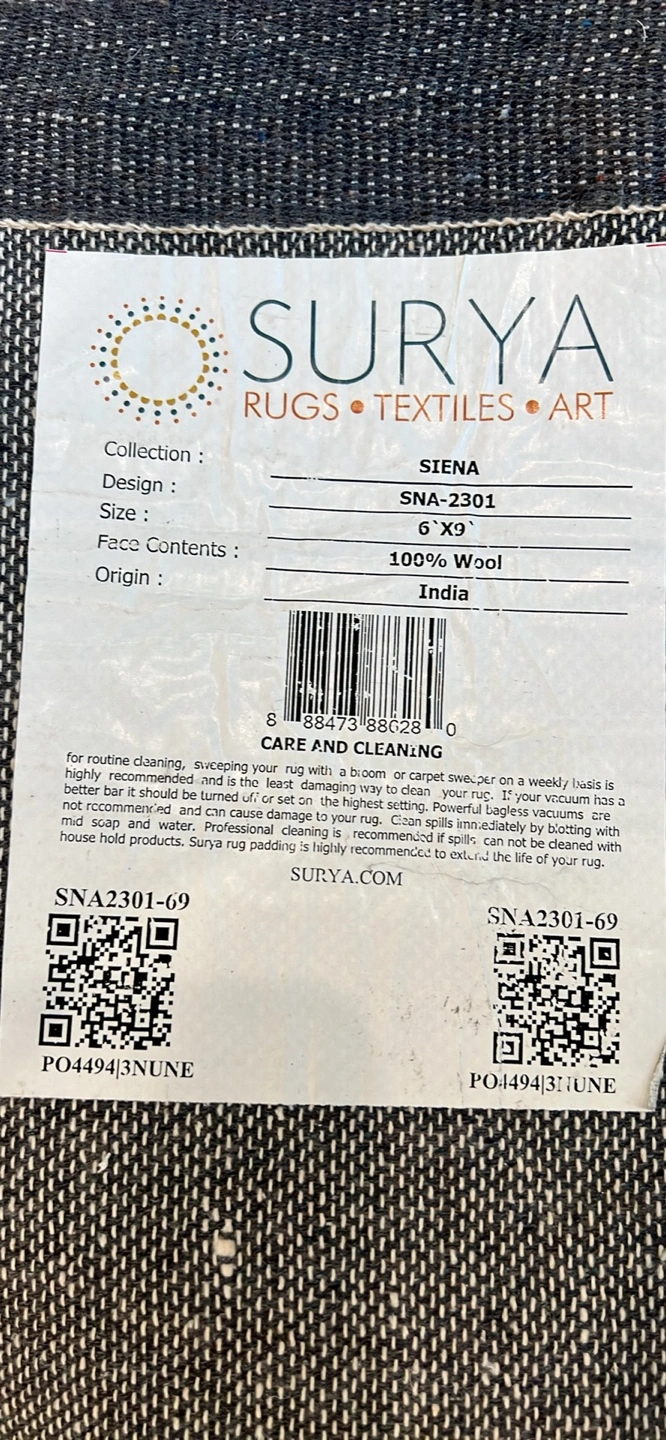 SURYA
RUGS • TEXTILES • ART
Collection : SIENA
Design : SNA-2301
Size : 6`X9`
Face Contents : 100% Wool
Origin : India
8 88473 88628 0
CARE AND CLEANING
for routine cleaning, sweeping your rug with a broom or carpet sweeper on a weekly basis is
highly recommended and is the least damaging way to clean your rug. If your vacuum has a
better bar it should be turned off or set on the highest setting. Powerful bagless vacuums are
not recommended and can cause damage to your rug. Clean spills immediately by blotting with
mid soap and water. Professional cleaning is recommended if spills can not be cleaned with
house hold products. Surya rug padding is highly recommended to extend the life of your rug.
SURYA.COM
SNA2301-69
SNA2301-69
PO4494|3NUNE
PO4494|3NUNE